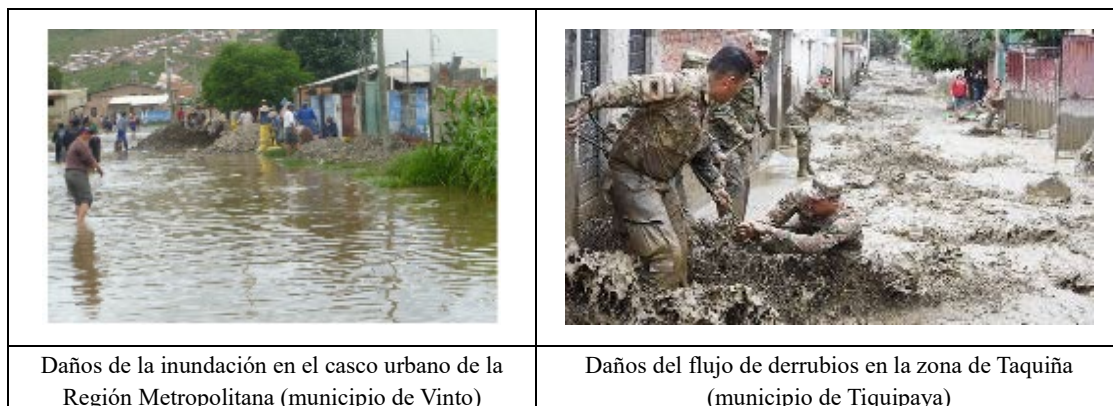 Daños de la inundación en el casco urbano de la
Región Metropolitana (municipio de Vinto)
Daños del flujo de derrubios en la zona de Taquiña
(municipio de Tiquipaya)